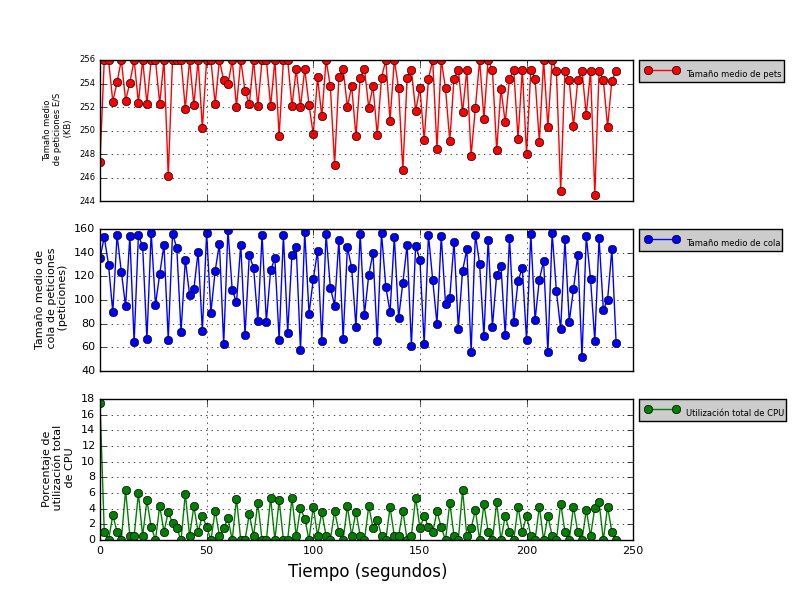 256
254
252
250
248
246
244
Tamaño medio
de peticiones E/S
(KB)
Tamaño medio de pets
160
140
120
100
80
60
40
Tamaño medio de
cola de peticiones
(peticiones)
Tamaño medio de cola
18
16
14
12
10
8
6
4
2
0
Porcentaje de
utilización total
de CPU
Utilización total de CPU
0 50 100 150 200 250
Tiempo (segundos)